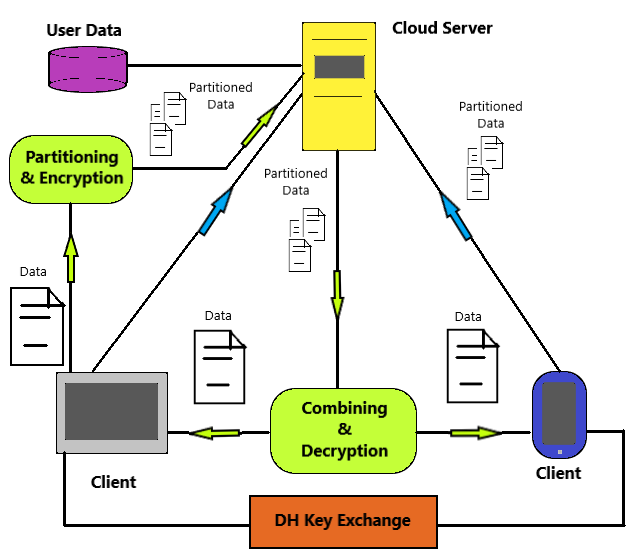 User Data
Cloud Server
Partitioned
Data
Partitioned
Data
Partitioning
& Encryption
Partitioned
Data
Data
Data
Data
Combining
&
Decryption
Client
Client
DH Key Exchange